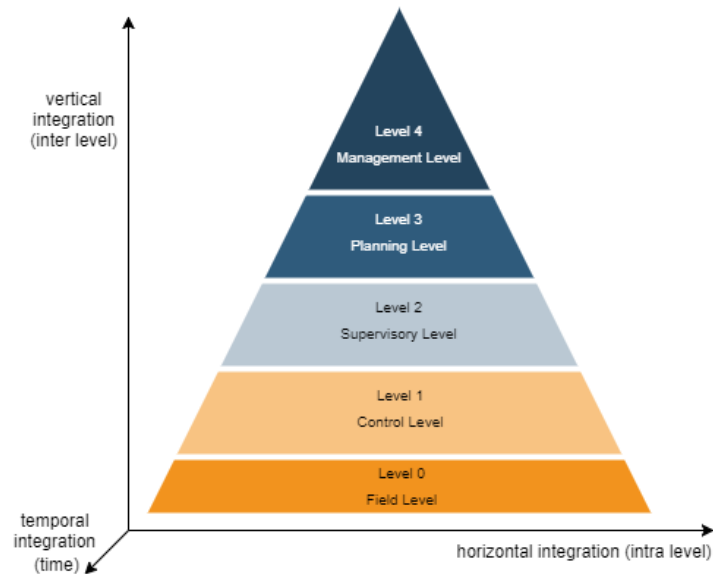 vertical
integration
(inter level)
Level 4
Management Level
Level 3
Planning Level
Level 2
Supervisory Level
Level 1
Control Level
Level 0
Field Level
temporal
integration
(time)
horizontal integration (intra level)